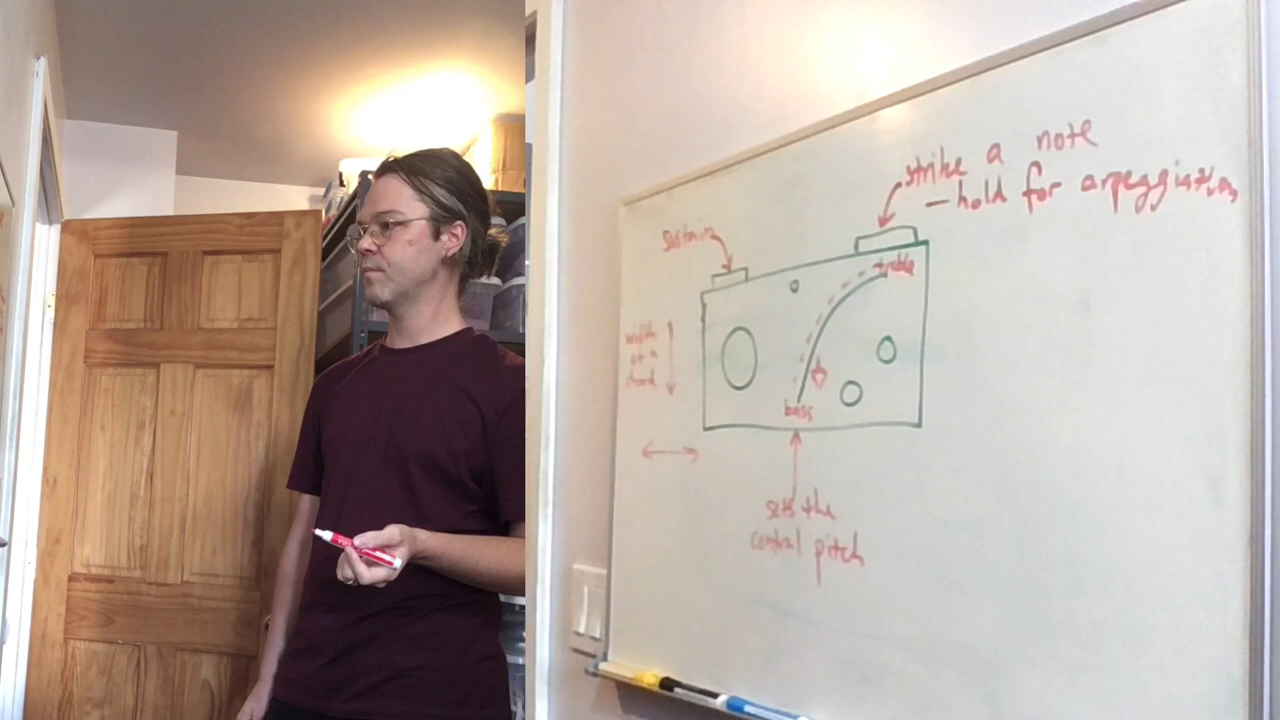 strike a note
— hold for arpeggiation
sustain
treble
width
of a
chord
bass
sets the
central pitch